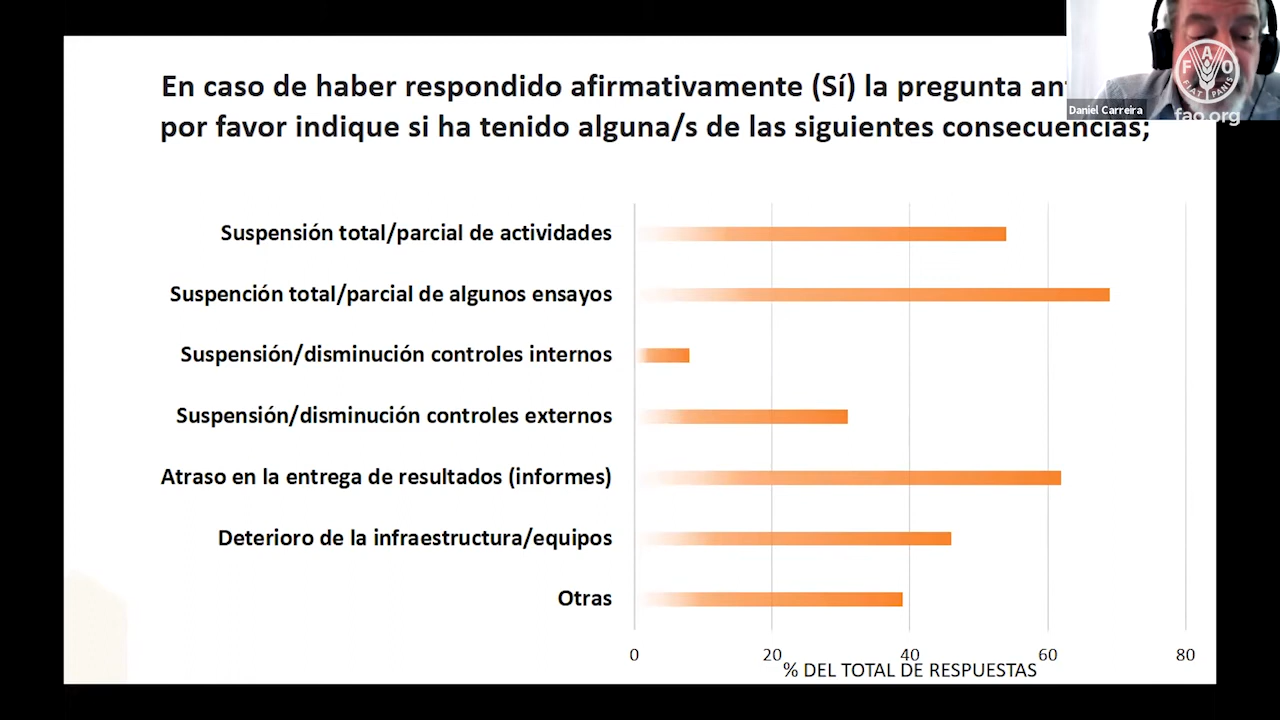 En caso de haber respondido afirmativamente (Sí) la pregunta
por favor indique si ha tenido alguna/s de las siguientes consecuencias;
Daniel Carreira
FAO
FIAT PANIS
fao.org
Suspensión total/parcial de actividades
Suspención total/parcial de algunos ensayos
Suspensión/disminución controles internos
Suspensión/disminución controles externos
Atraso en la entrega de resultados (informes)
Deterioro de la infraestructura/equipos
Otras
0 20 40 60 80
% DEL TOTAL DE RESPUESTAS